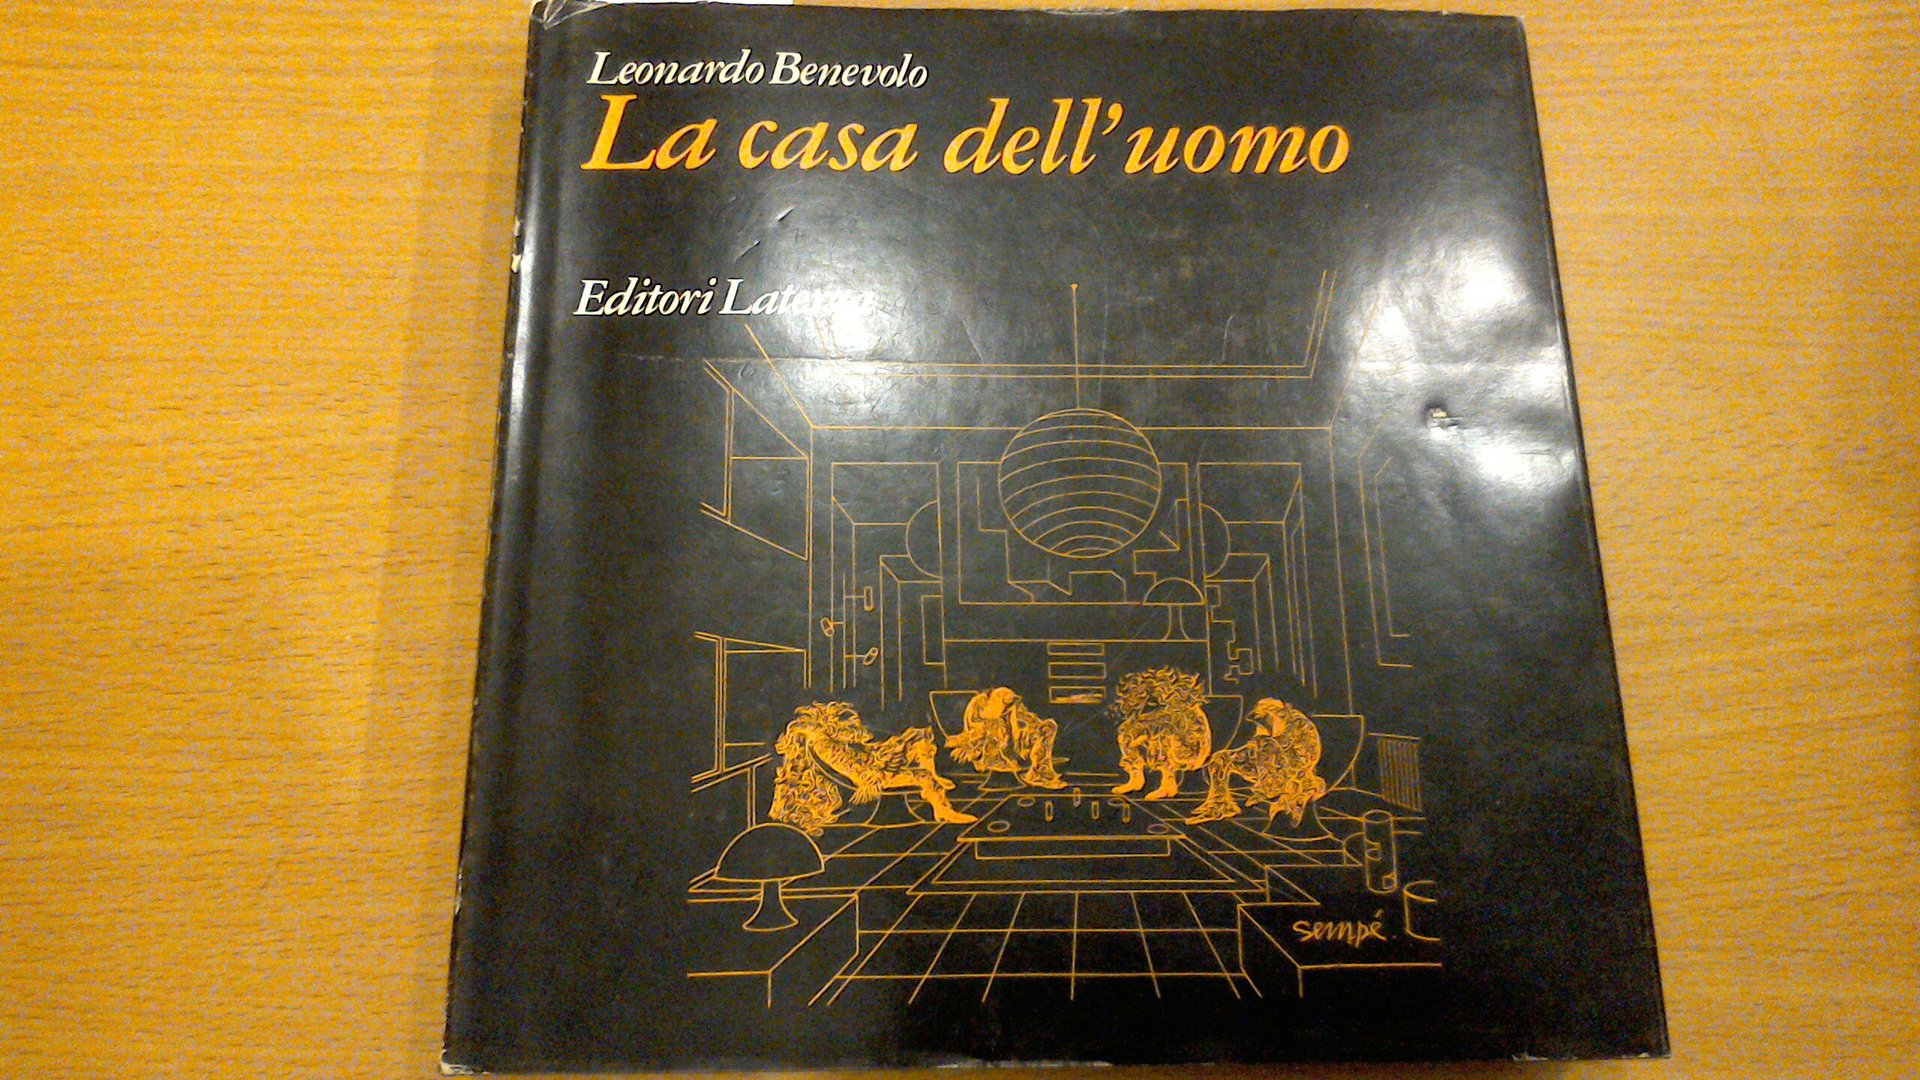 Leonardo Benevolo
La casa dell'uomo
Editori Laterza
sempé.